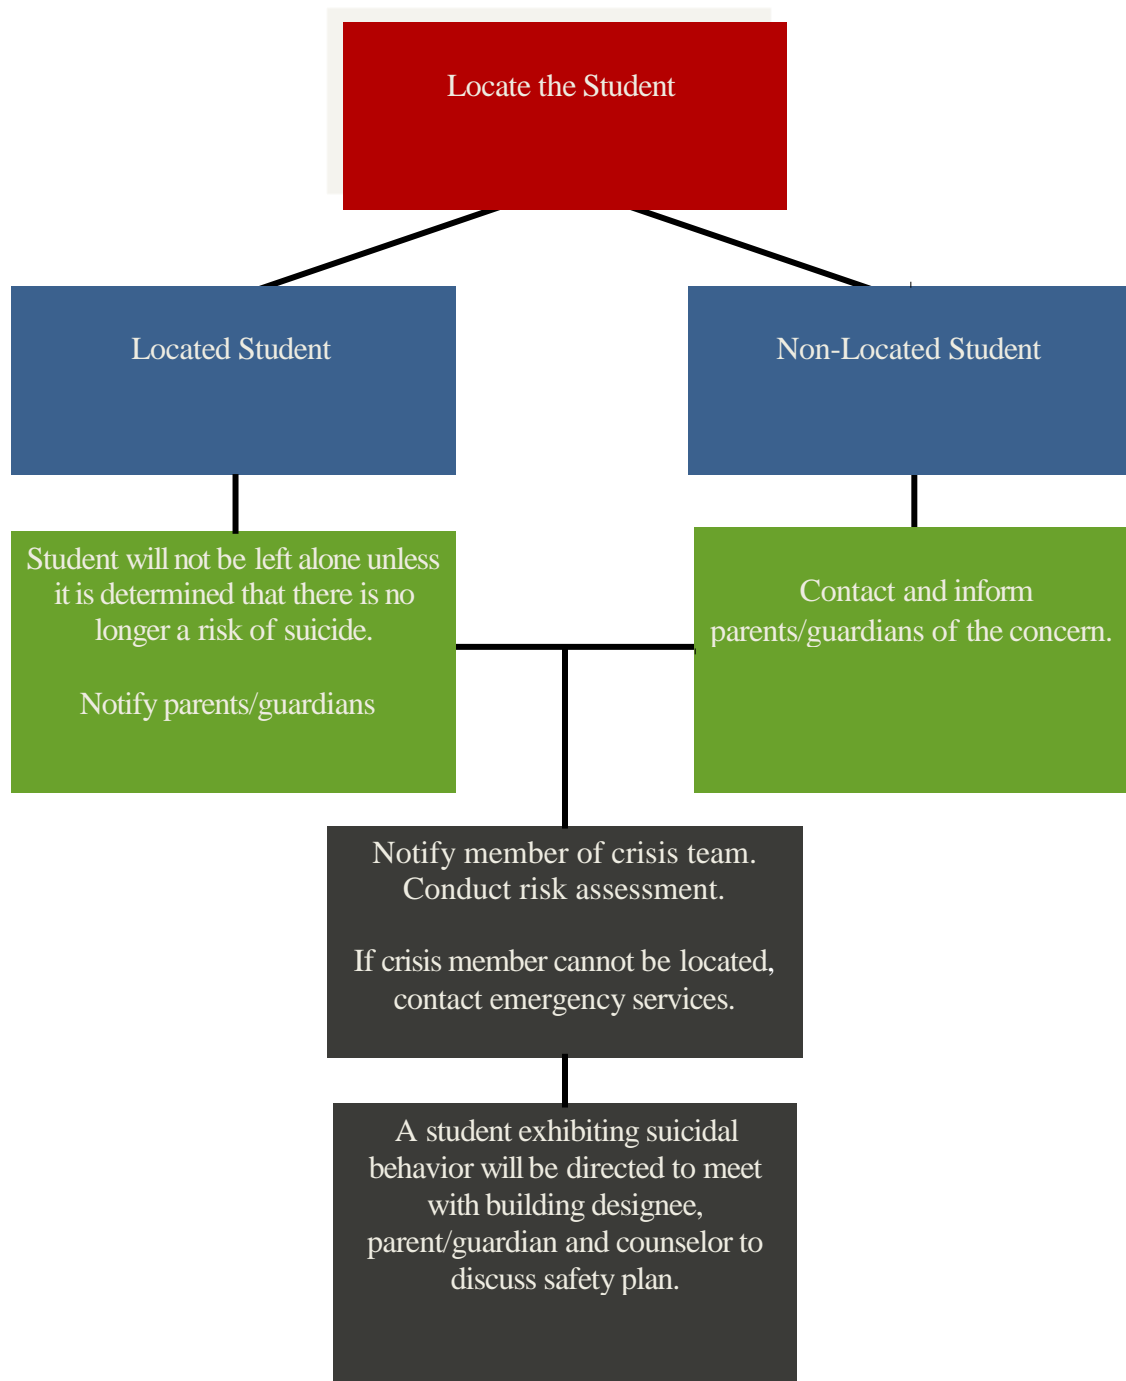 Locate the Student
Located Student
Non-Located Student
Student will not be left alone unless
it is determined that there is no
longer a risk of suicide.
Notify parents/guardians
Contact and inform
parents/guardians of the concern.
Notify member of crisis team.
Conduct risk assessment.
If crisis member cannot be located,
contact emergency services.
A student exhibiting suicidal
behavior will be directed to meet
with building designee,
parent/guardian and counselor to
discuss safety plan.